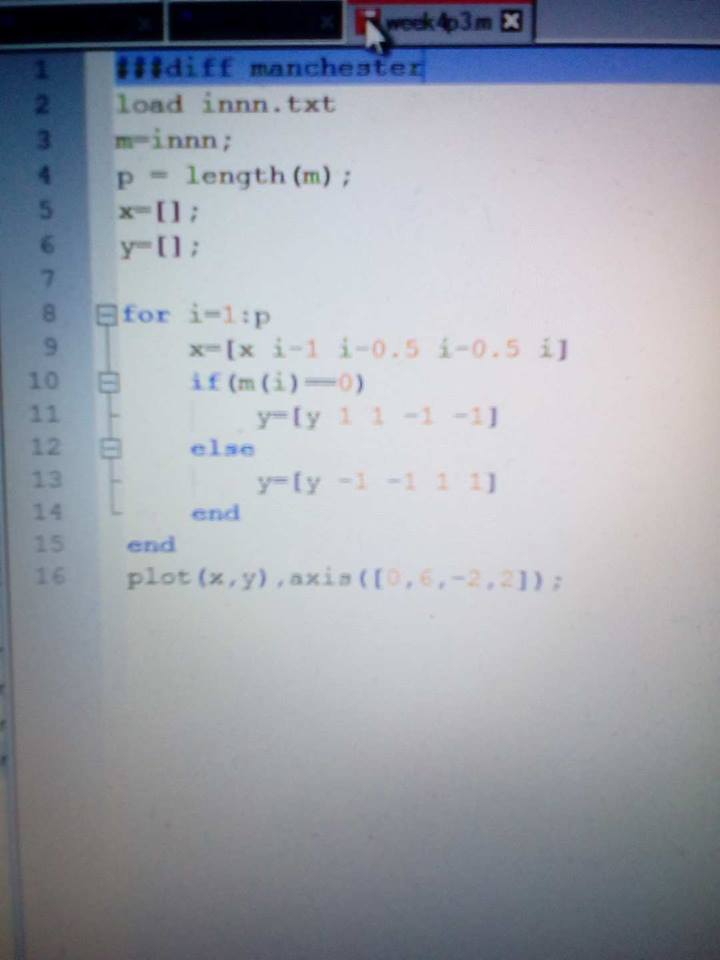 week4p3.m
1 ###diff manchester
2 load innn.txt
3 m=innn;
4 p = length(m);
5 x=[];
6 y=[];
7
8 for i=1:p
9 x=[x i-1 i-0.5 i-0.5 i]
10 if(m(i)==0)
11 y=[y 1 1 -1 -1]
12 else
13 y=[y -1 -1 1 1]
14 end
15 end
16 plot(x,y),axis([0,6,-2,2]);